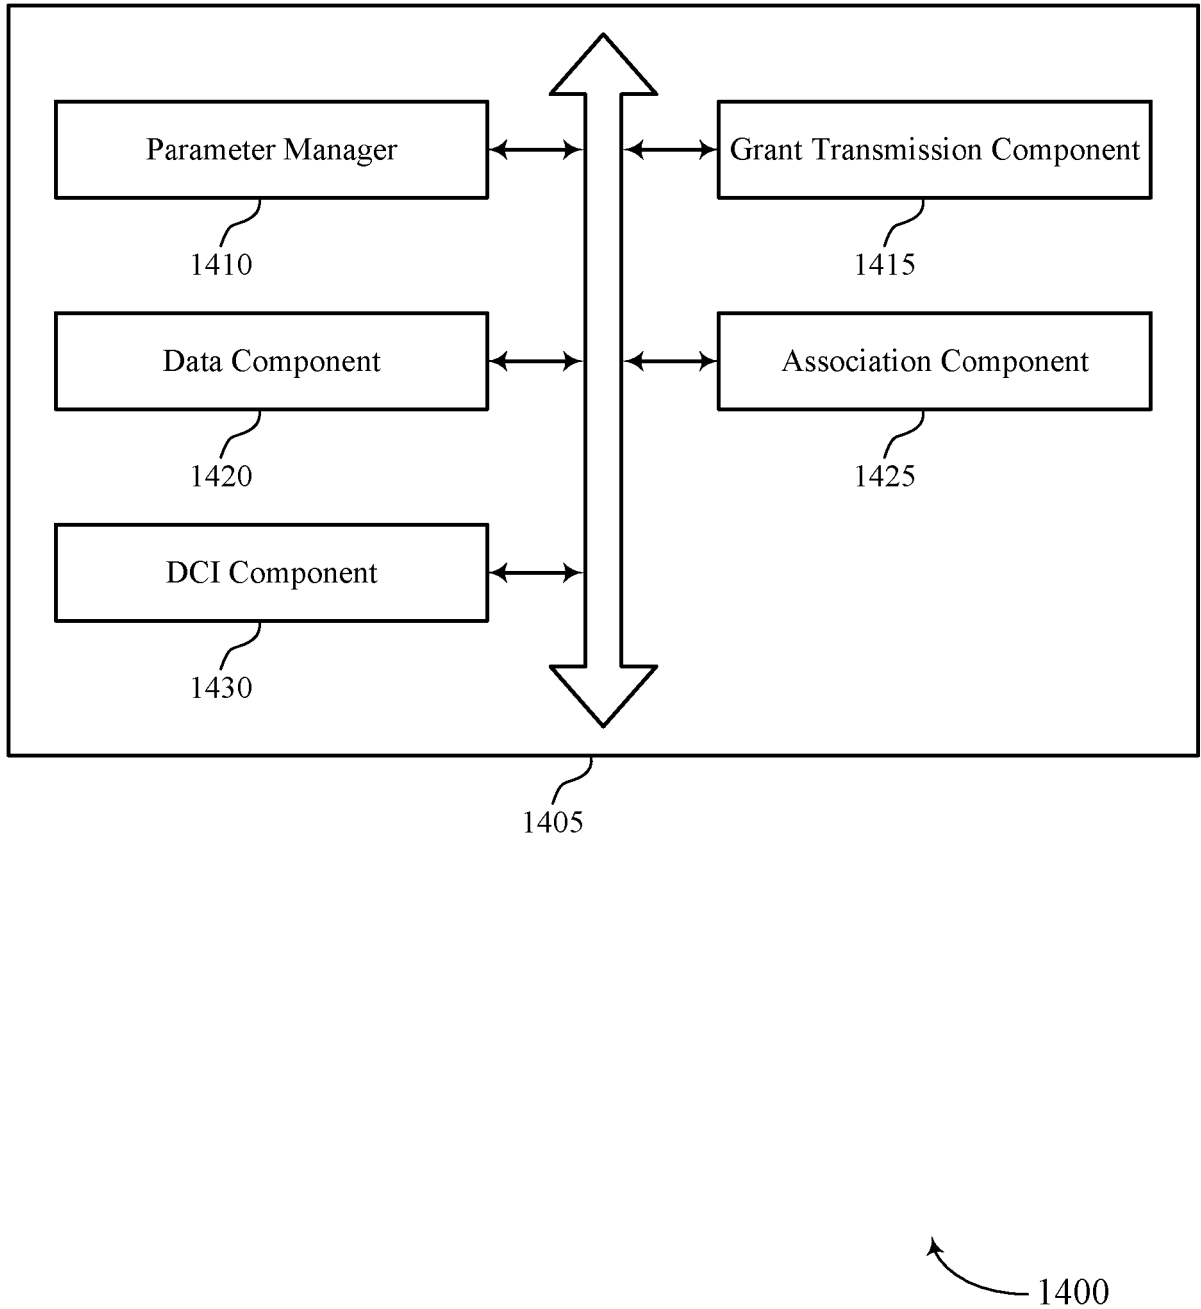 Parameter Manager
Grant Transmission Component
1410
1415
Data Component
Association Component
1420
1425
DCI Component
1430
1405
1400